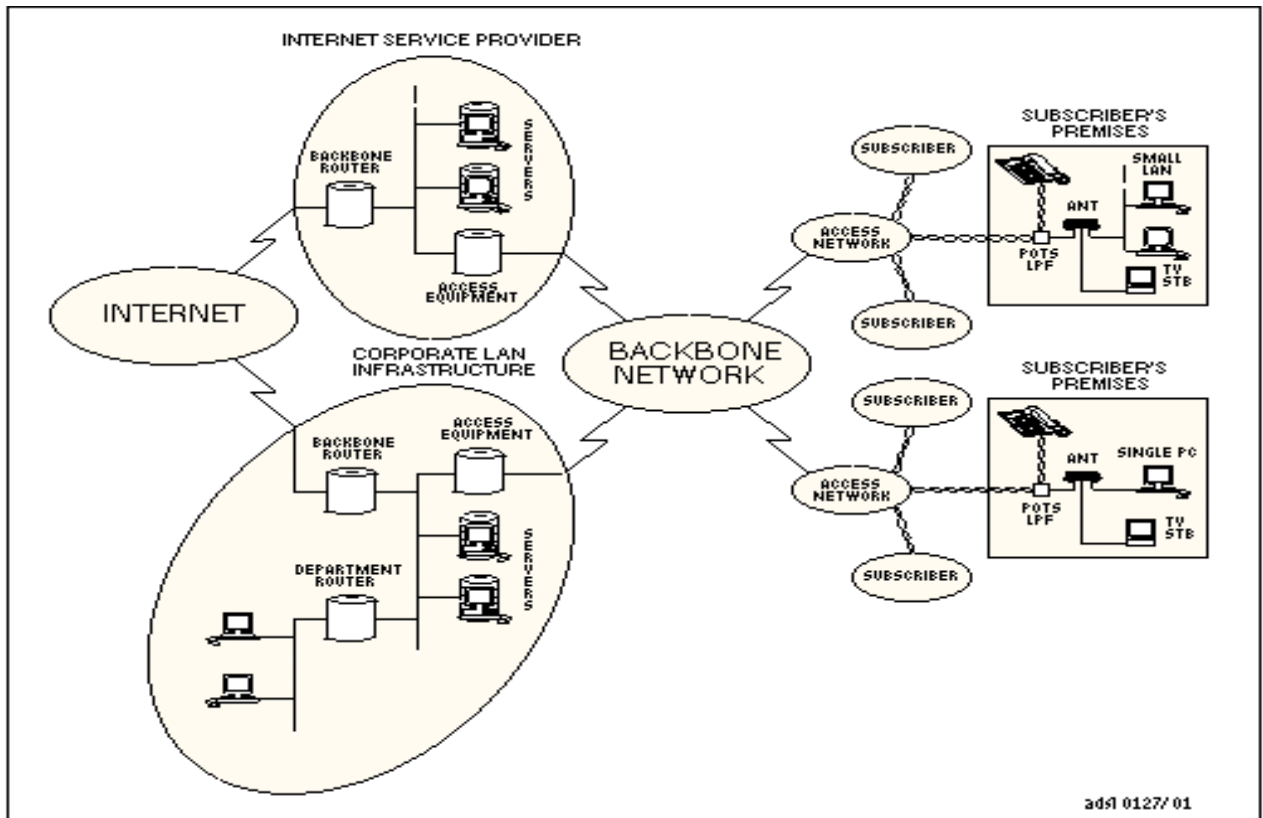 INTERNET SERVICE PROVIDER
BACKBONE
ROUTER
SERVERS
ACCESS
EQUIPMENT
INTERNET
CORPORATE LAN
INFRASTRUCTURE
BACKBONE
ROUTER
ACCESS
EQUIPMENT
SERVERS
DEPARTMENT
ROUTER
BACKBONE
NETWORK
SUBSCRIBER
ACCESS
NETWORK
SUBSCRIBER
SUBSCRIBER'S
PREMISES
SMALL
LAN
ANT
POTS
LPF
TV
STB
SUBSCRIBER
ACCESS
NETWORK
SUBSCRIBER
SUBSCRIBER'S
PREMISES
ANT
SINGLE PC
POTS
LPF
TV
STB
adsl 0127/01